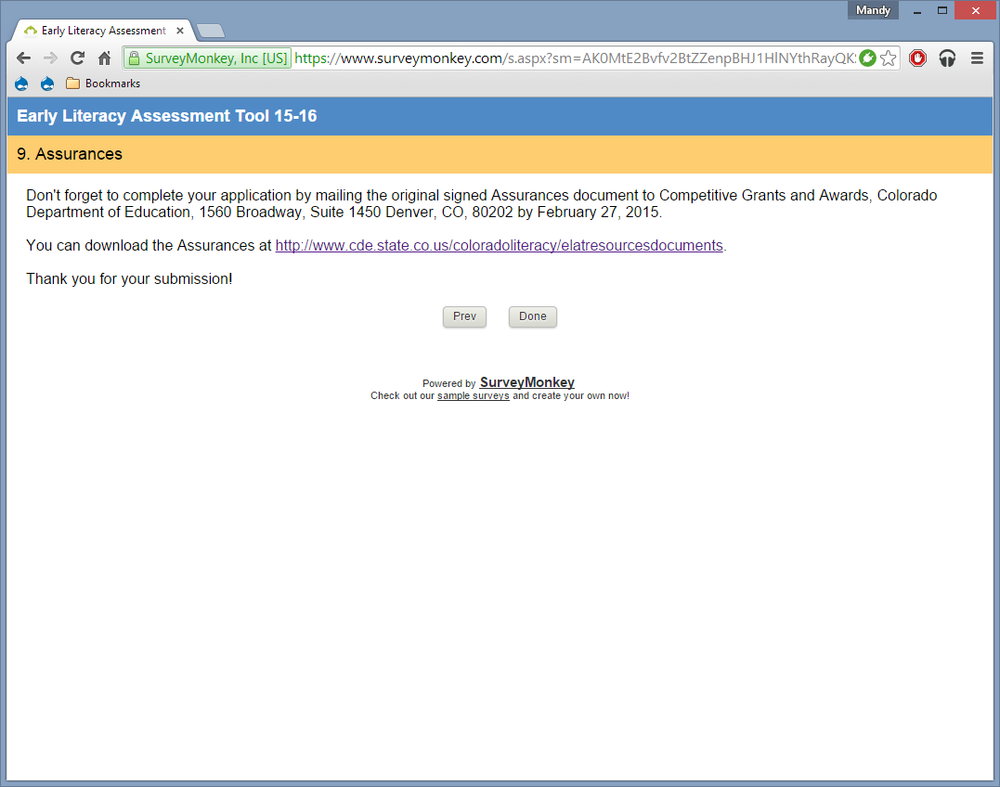 Mandy
Early Literacy Assessment
SurveyMonkey, Inc [US] https://www.surveymonkey.com/s.aspx?sm=AK0MtE2Bvfv2BtZZenpBHJ1HlNYthRayQK
Bookmarks
Early Literacy Assessment Tool 15-16
9. Assurances
Don't forget to complete your application by mailing the original signed Assurances document to Competitive Grants and Awards, Colorado
Department of Education, 1560 Broadway, Suite 1450 Denver, CO, 80202 by February 27, 2015.
You can download the Assurances at http://www.cde.state.co.us/coloradoliteracy/elatresourcesdocuments.
Thank you for your submission!
Prev Done
Powered by SurveyMonkey
Check out our sample surveys and create your own now!